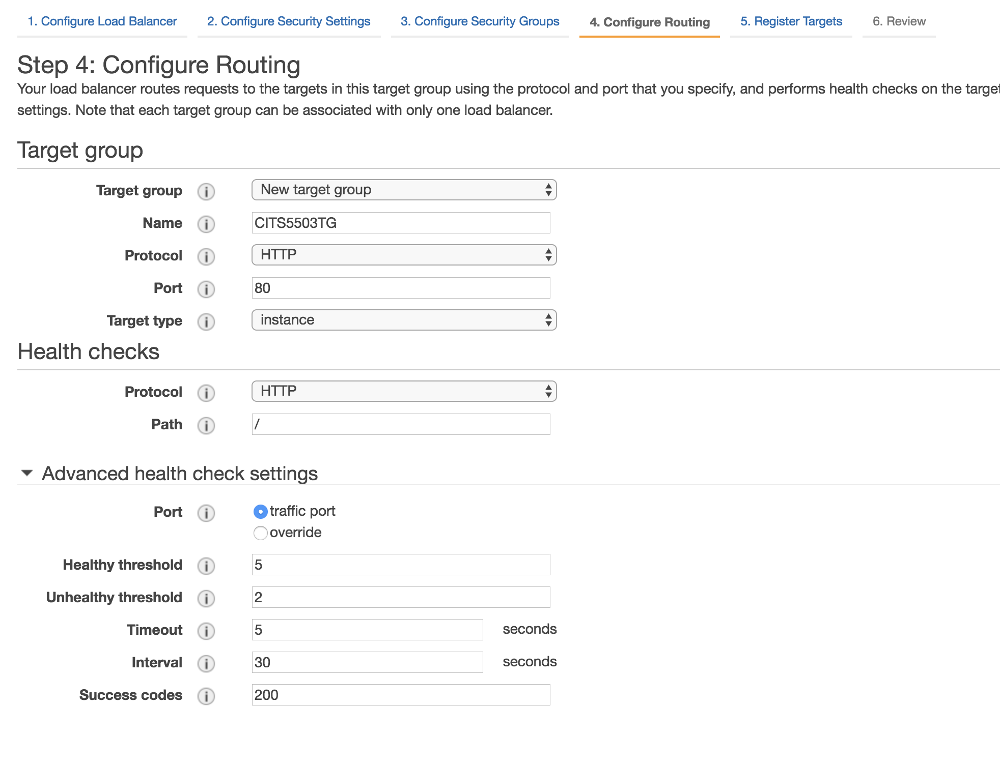 1. Configure Load Balancer 2. Configure Security Settings 3. Configure Security Groups 4. Configure Routing 5. Register Targets 6. Review
Step 4: Configure Routing
Your load balancer routes requests to the targets in this target group using the protocol and port that you specify, and performs health checks on the target
settings. Note that each target group can be associated with only one load balancer.
Target group
Target group i New target group
Name i CITS5503TG
Protocol i HTTP
Port i 80
Target type i instance
Health checks
Protocol i HTTP
Path i /
Advanced health check settings
Port i traffic port
override
Healthy threshold i 5
Unhealthy threshold i 2
Timeout i 5 seconds
Interval i 30 seconds
Success codes i 200